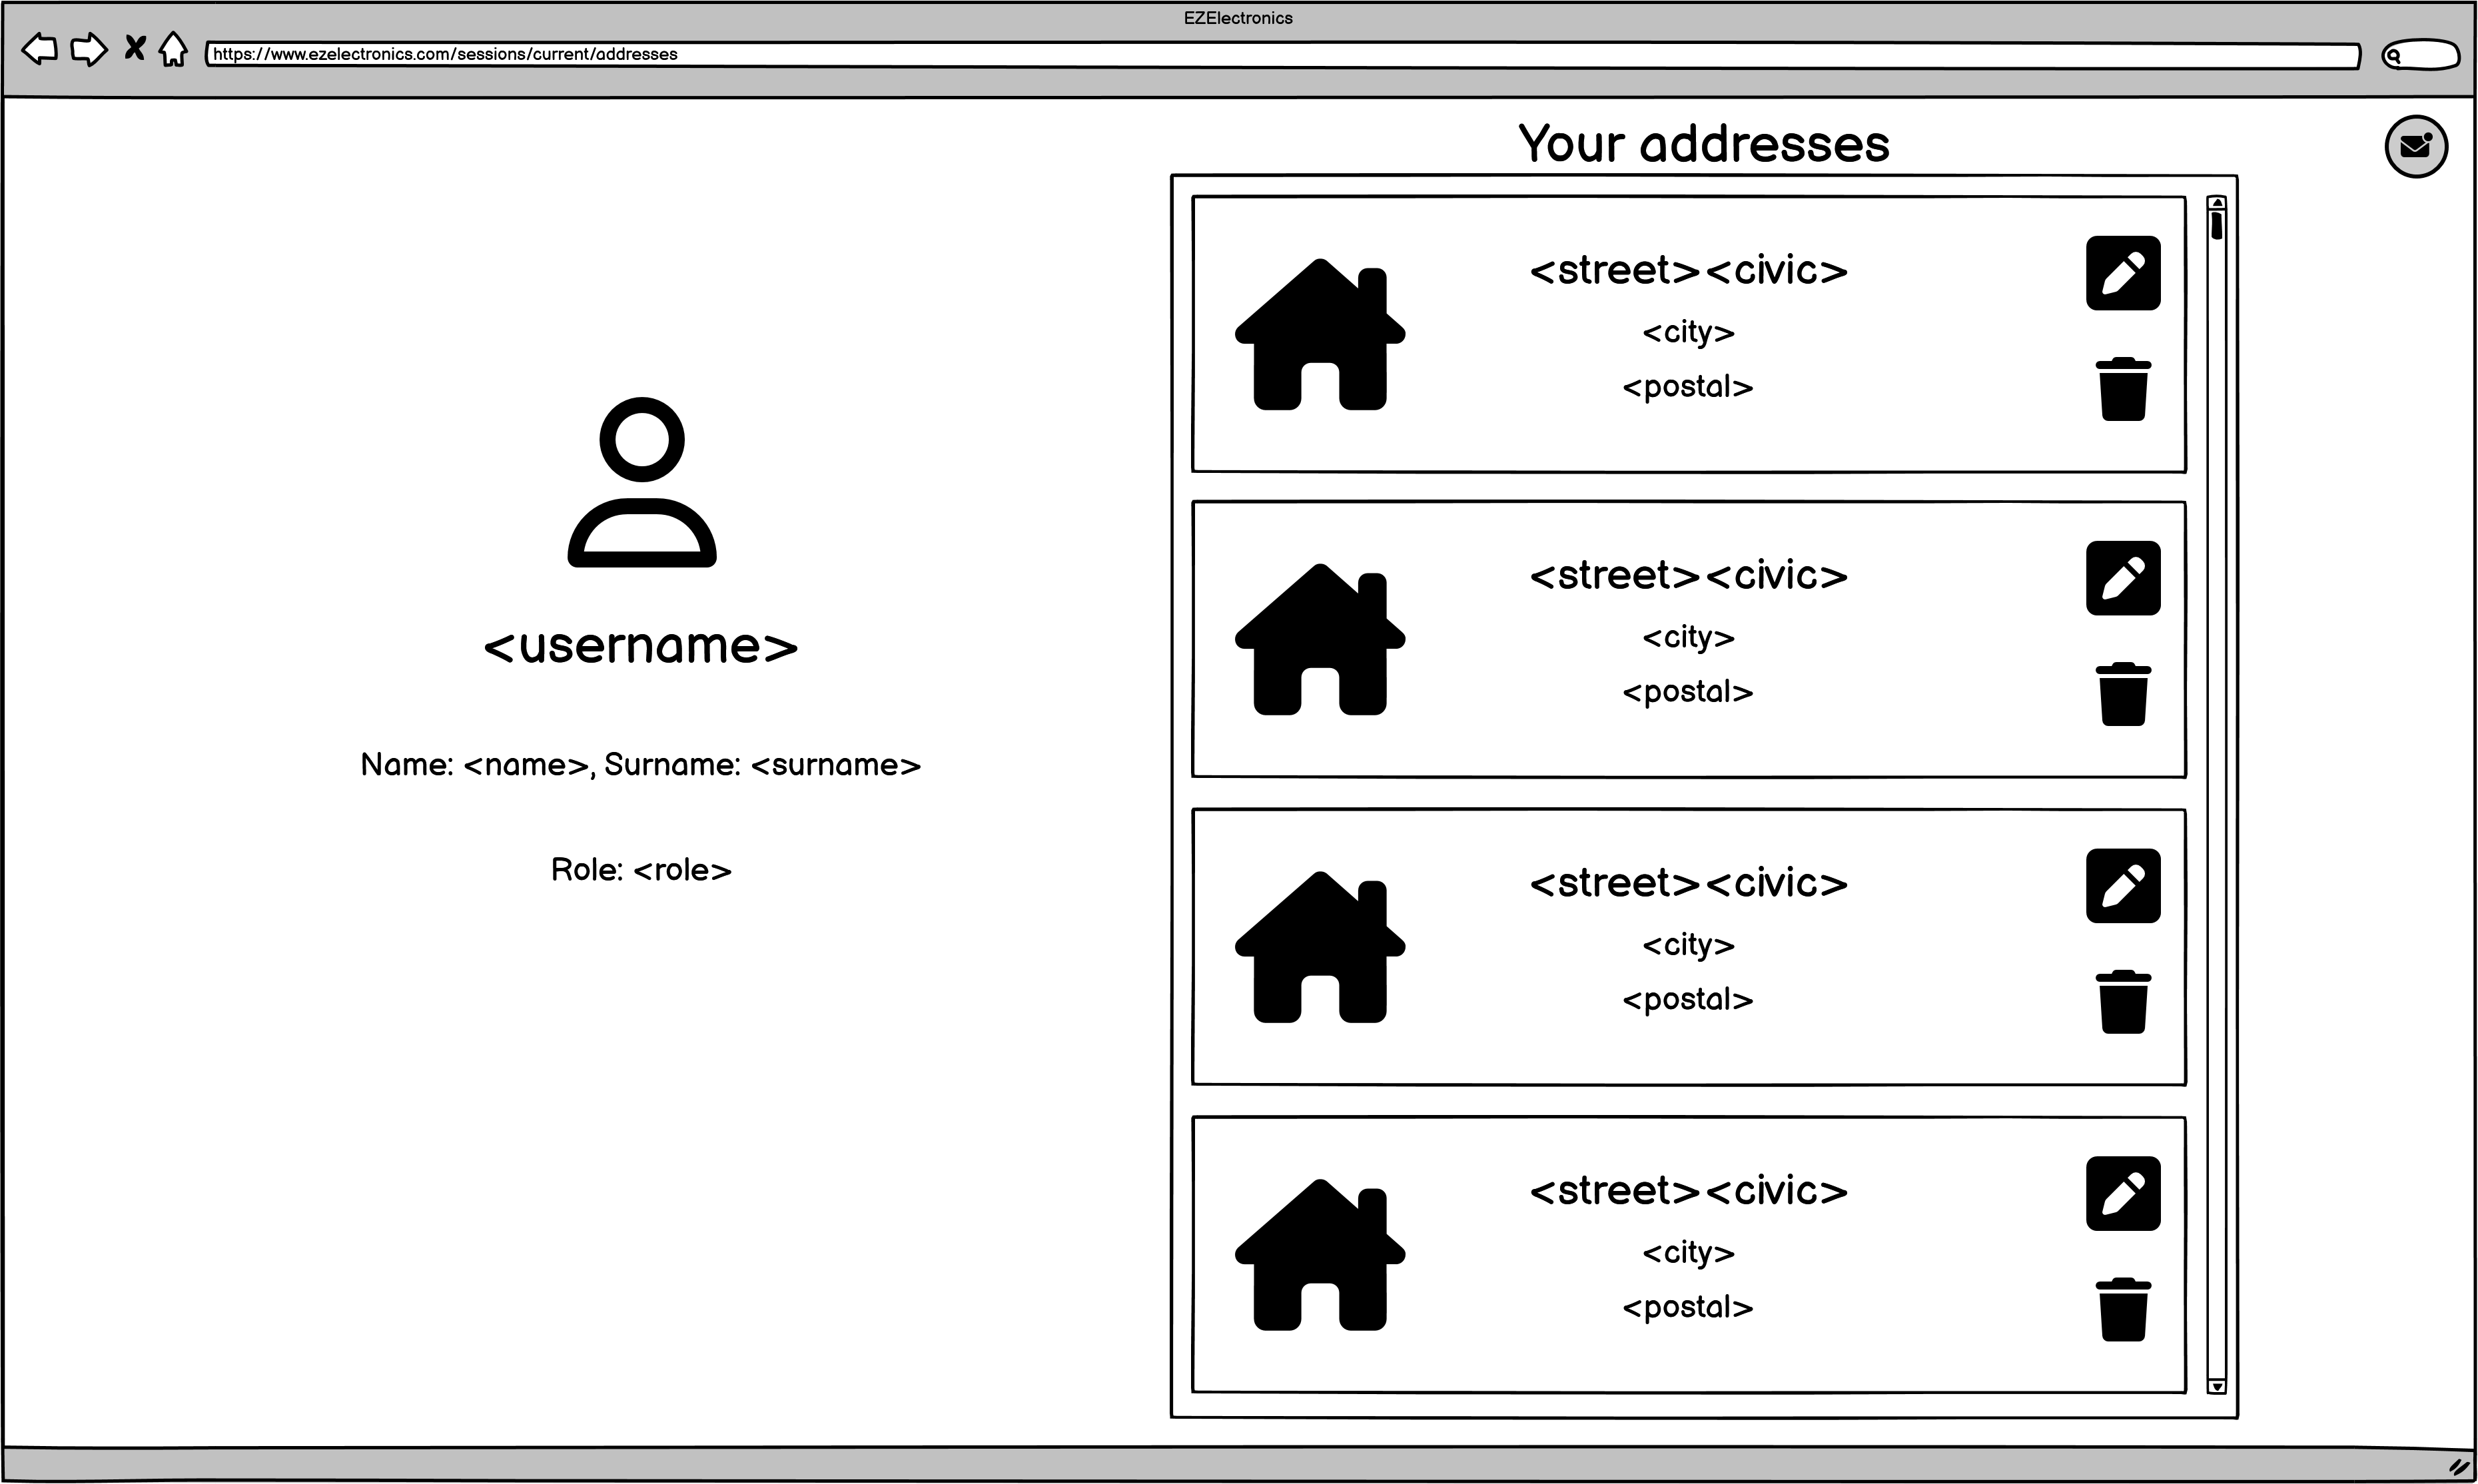 EZElectronics
https://www.ezelectronics.com/sessions/current/addresses
Your addresses
<username>
Name: <name>, Surname: <surname>
Role: <role>
<street><civic>
<city>
<postal>
<street><civic>
<city>
<postal>
<street><civic>
<city>
<postal>
<street><civic>
<city>
<postal>